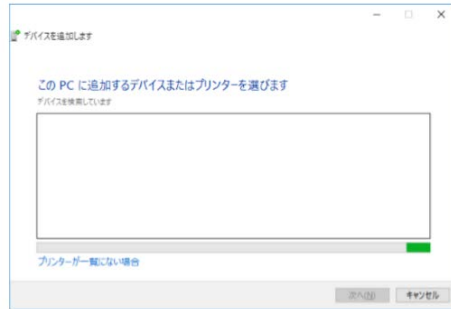 デバイスを追加します
この PC に追加するデバイスまたはプリンターを選びます
デバイスを検索しています
プリンターが一覧にない場合
次へ(N)
キャンセル